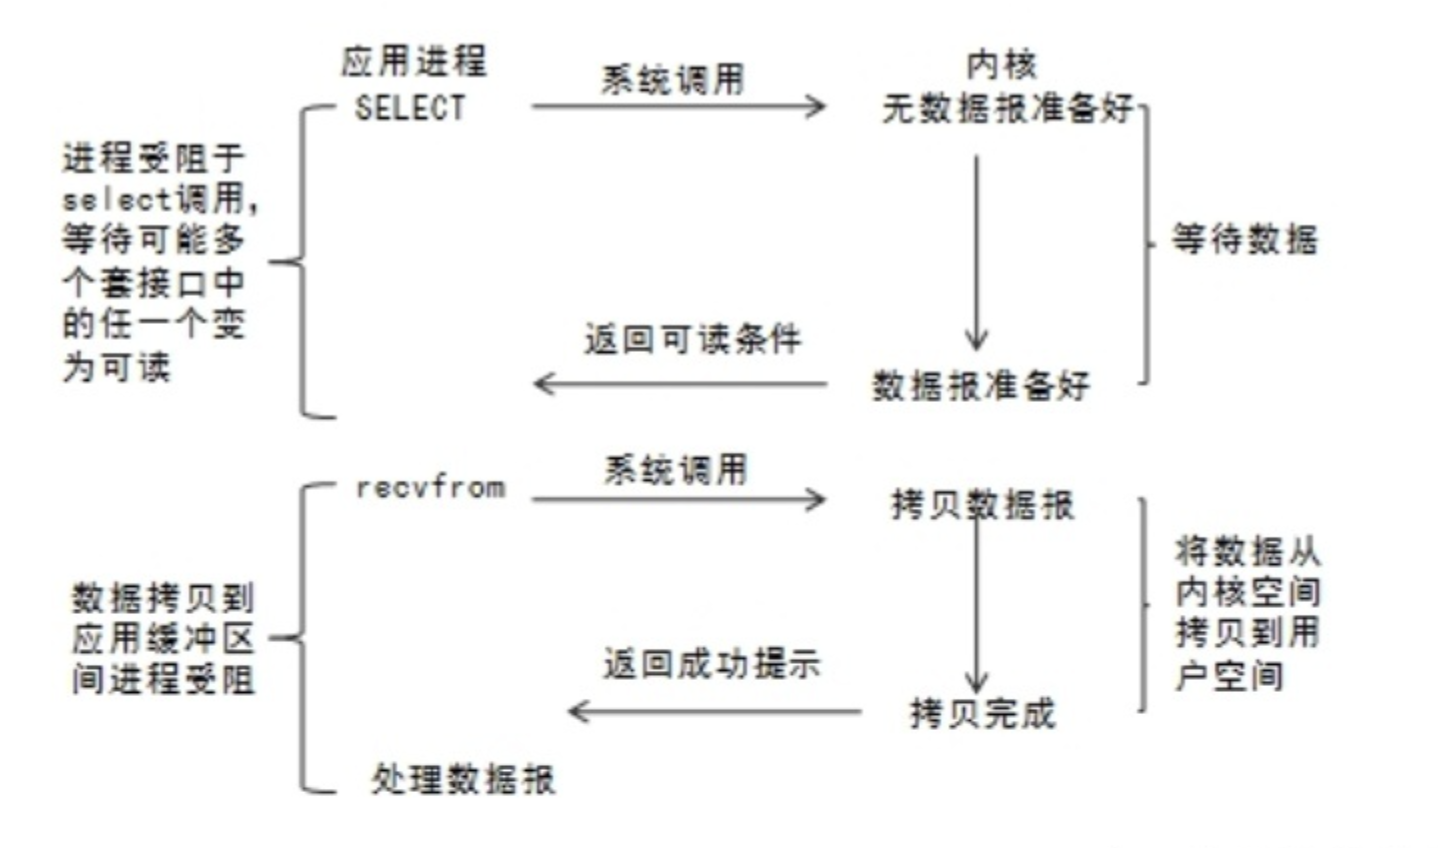 应用进程
系统调用
内核
SELECT
无数据报准备好
进程受阻于
select调用,
等待可能多
个套接口中
的任一个变
为可读
等待数据
返回可读条件
数据报准备好
系统调用
recvfrom
拷贝数据报
数据拷贝到
应用缓冲区
间进程受阻
将数据从
内核空间
拷贝到用
户空间
返回成功提示
拷贝完成
处理数据报